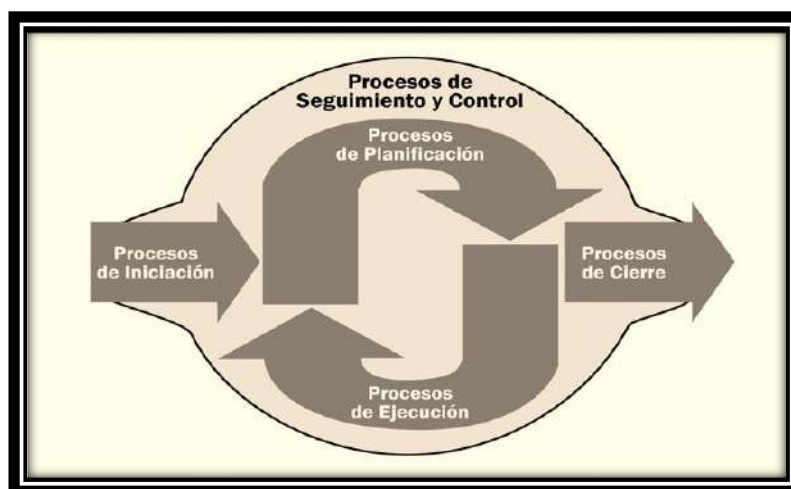 Procesos de
Seguimiento y Control
Procesos
de Planificación
Procesos
de Iniciación
Procesos
de Cierre
Procesos
de Ejecución